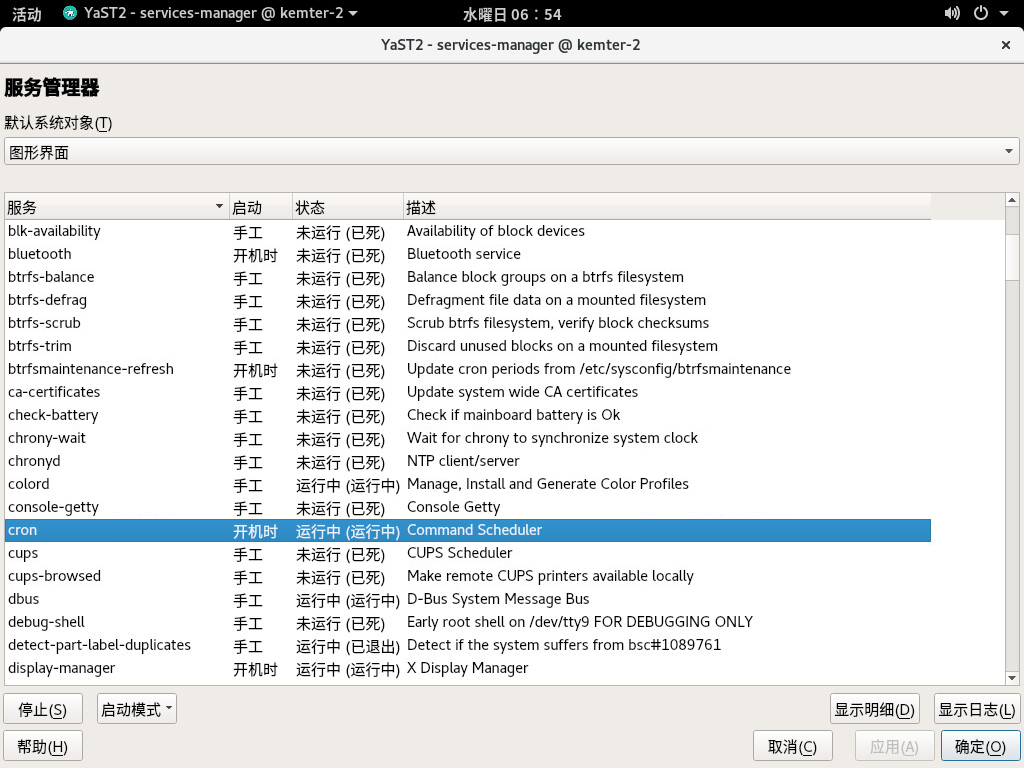 活动 YaST2 - services-manager @ kemter-2 水曜日 06：54
YaST2 - services-manager @ kemter-2 ×
服务管理器
默认系统对象(T)
图形界面
服务 启动 状态 描述
blk-availability 手工 未运行 (已死) Availability of block devices
bluetooth 开机时 未运行 (已死) Bluetooth service
btrfs-balance 手工 未运行 (已死) Balance block groups on a btrfs filesystem
btrfs-defrag 手工 未运行 (已死) Defragment file data on a mounted filesystem
btrfs-scrub 手工 未运行 (已死) Scrub btrfs filesystem, verify block checksums
btrfs-trim 手工 未运行 (已死) Discard unused blocks on a mounted filesystem
btrfsmaintenance-refresh 开机时 未运行 (已死) Update cron periods from /etc/sysconfig/btrfsmaintenance
ca-certificates 手工 未运行 (已死) Update system wide CA certificates
check-battery 手工 未运行 (已死) Check if mainboard battery is Ok
chrony-wait 手工 未运行 (已死) Wait for chrony to synchronize system clock
chronyd 手工 未运行 (已死) NTP client/server
colord 手工 运行中 (运行中) Manage, Install and Generate Color Profiles
console-getty 手工 未运行 (已死) Console Getty
cron 开机时 运行中 (运行中) Command Scheduler
cups 手工 未运行 (已死) CUPS Scheduler
cups-browsed 手工 未运行 (已死) Make remote CUPS printers available locally
dbus 手工 运行中 (运行中) D-Bus System Message Bus
debug-shell 手工 未运行 (已死) Early root shell on /dev/tty9 FOR DEBUGGING ONLY
detect-part-label-duplicates 手工 运行中 (已退出) Detect if the system suffers from bsc#1089761
display-manager 开机时 运行中 (运行中) X Display Manager
停止(S) 启动模式 显示明细(D) 显示日志(L)
帮助(H) 取消(C) 应用(A) 确定(O)